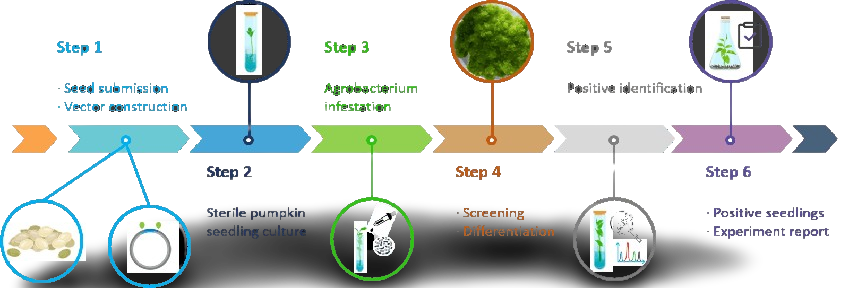 Step 1
· Seed submission
· Vector construction
Step 2
Sterile pumpkin
seedling culture
Step 3
Agrobacterium
infestation
Step 4
· Screening
· Differentiation
Step 5
Positive identification
Step 6
· Positive seedlings
· Experiment report